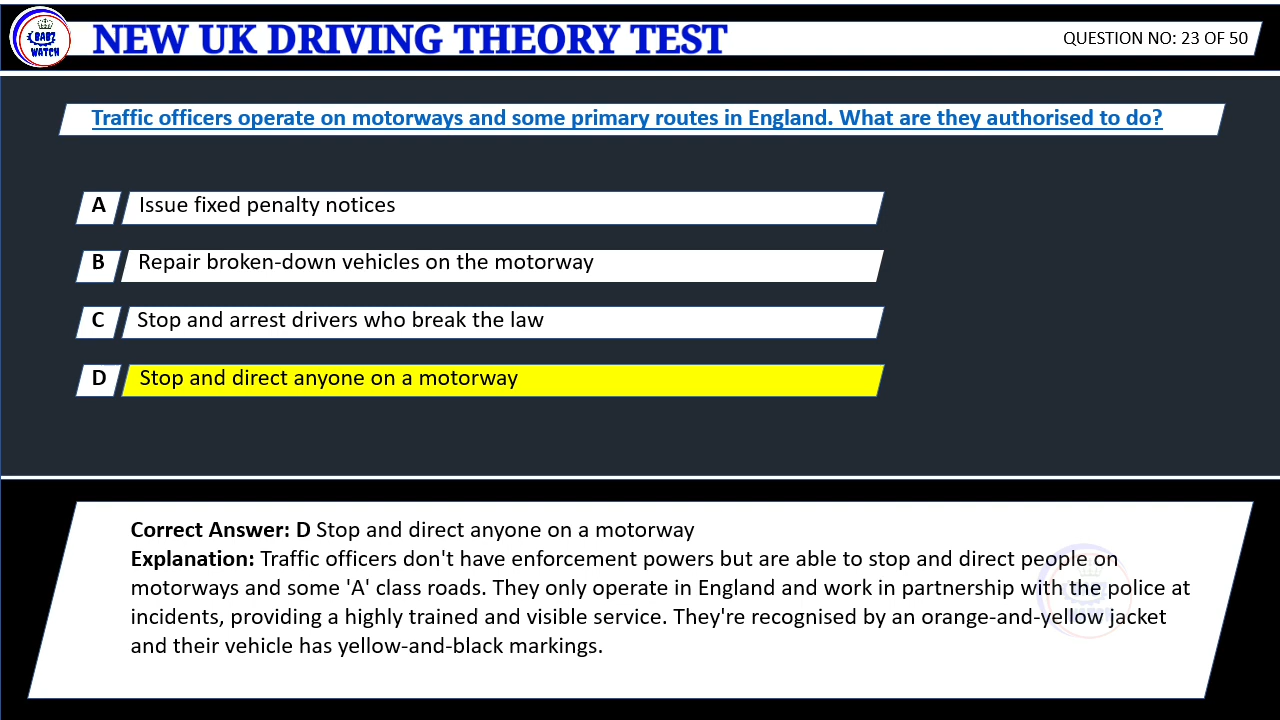 BABZ
WATCH
NEW UK DRIVING THEORY TEST
QUESTION NO: 23 OF 50
Traffic officers operate on motorways and some primary routes in England. What are they authorised to do?
A Issue fixed penalty notices
B Repair broken-down vehicles on the motorway
C Stop and arrest drivers who break the law
D Stop and direct anyone on a motorway
Correct Answer: D Stop and direct anyone on a motorway
Explanation: Traffic officers don't have enforcement powers but are able to stop and direct people on
motorways and some 'A' class roads. They only operate in England and work in partnership with the police at
incidents, providing a highly trained and visible service. They're recognised by an orange-and-yellow jacket
and their vehicle has yellow-and-black markings.